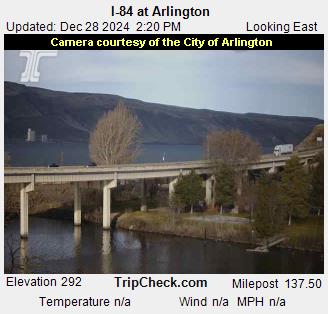 I-84 at Arlington
Updated: Dec 28 2024 2:20 PM Looking East
Camera courtesy of the City of Arlington
Elevation 292 TripCheck.com Milepost 137.50
Temperature n/a Wind n/a MPH n/a